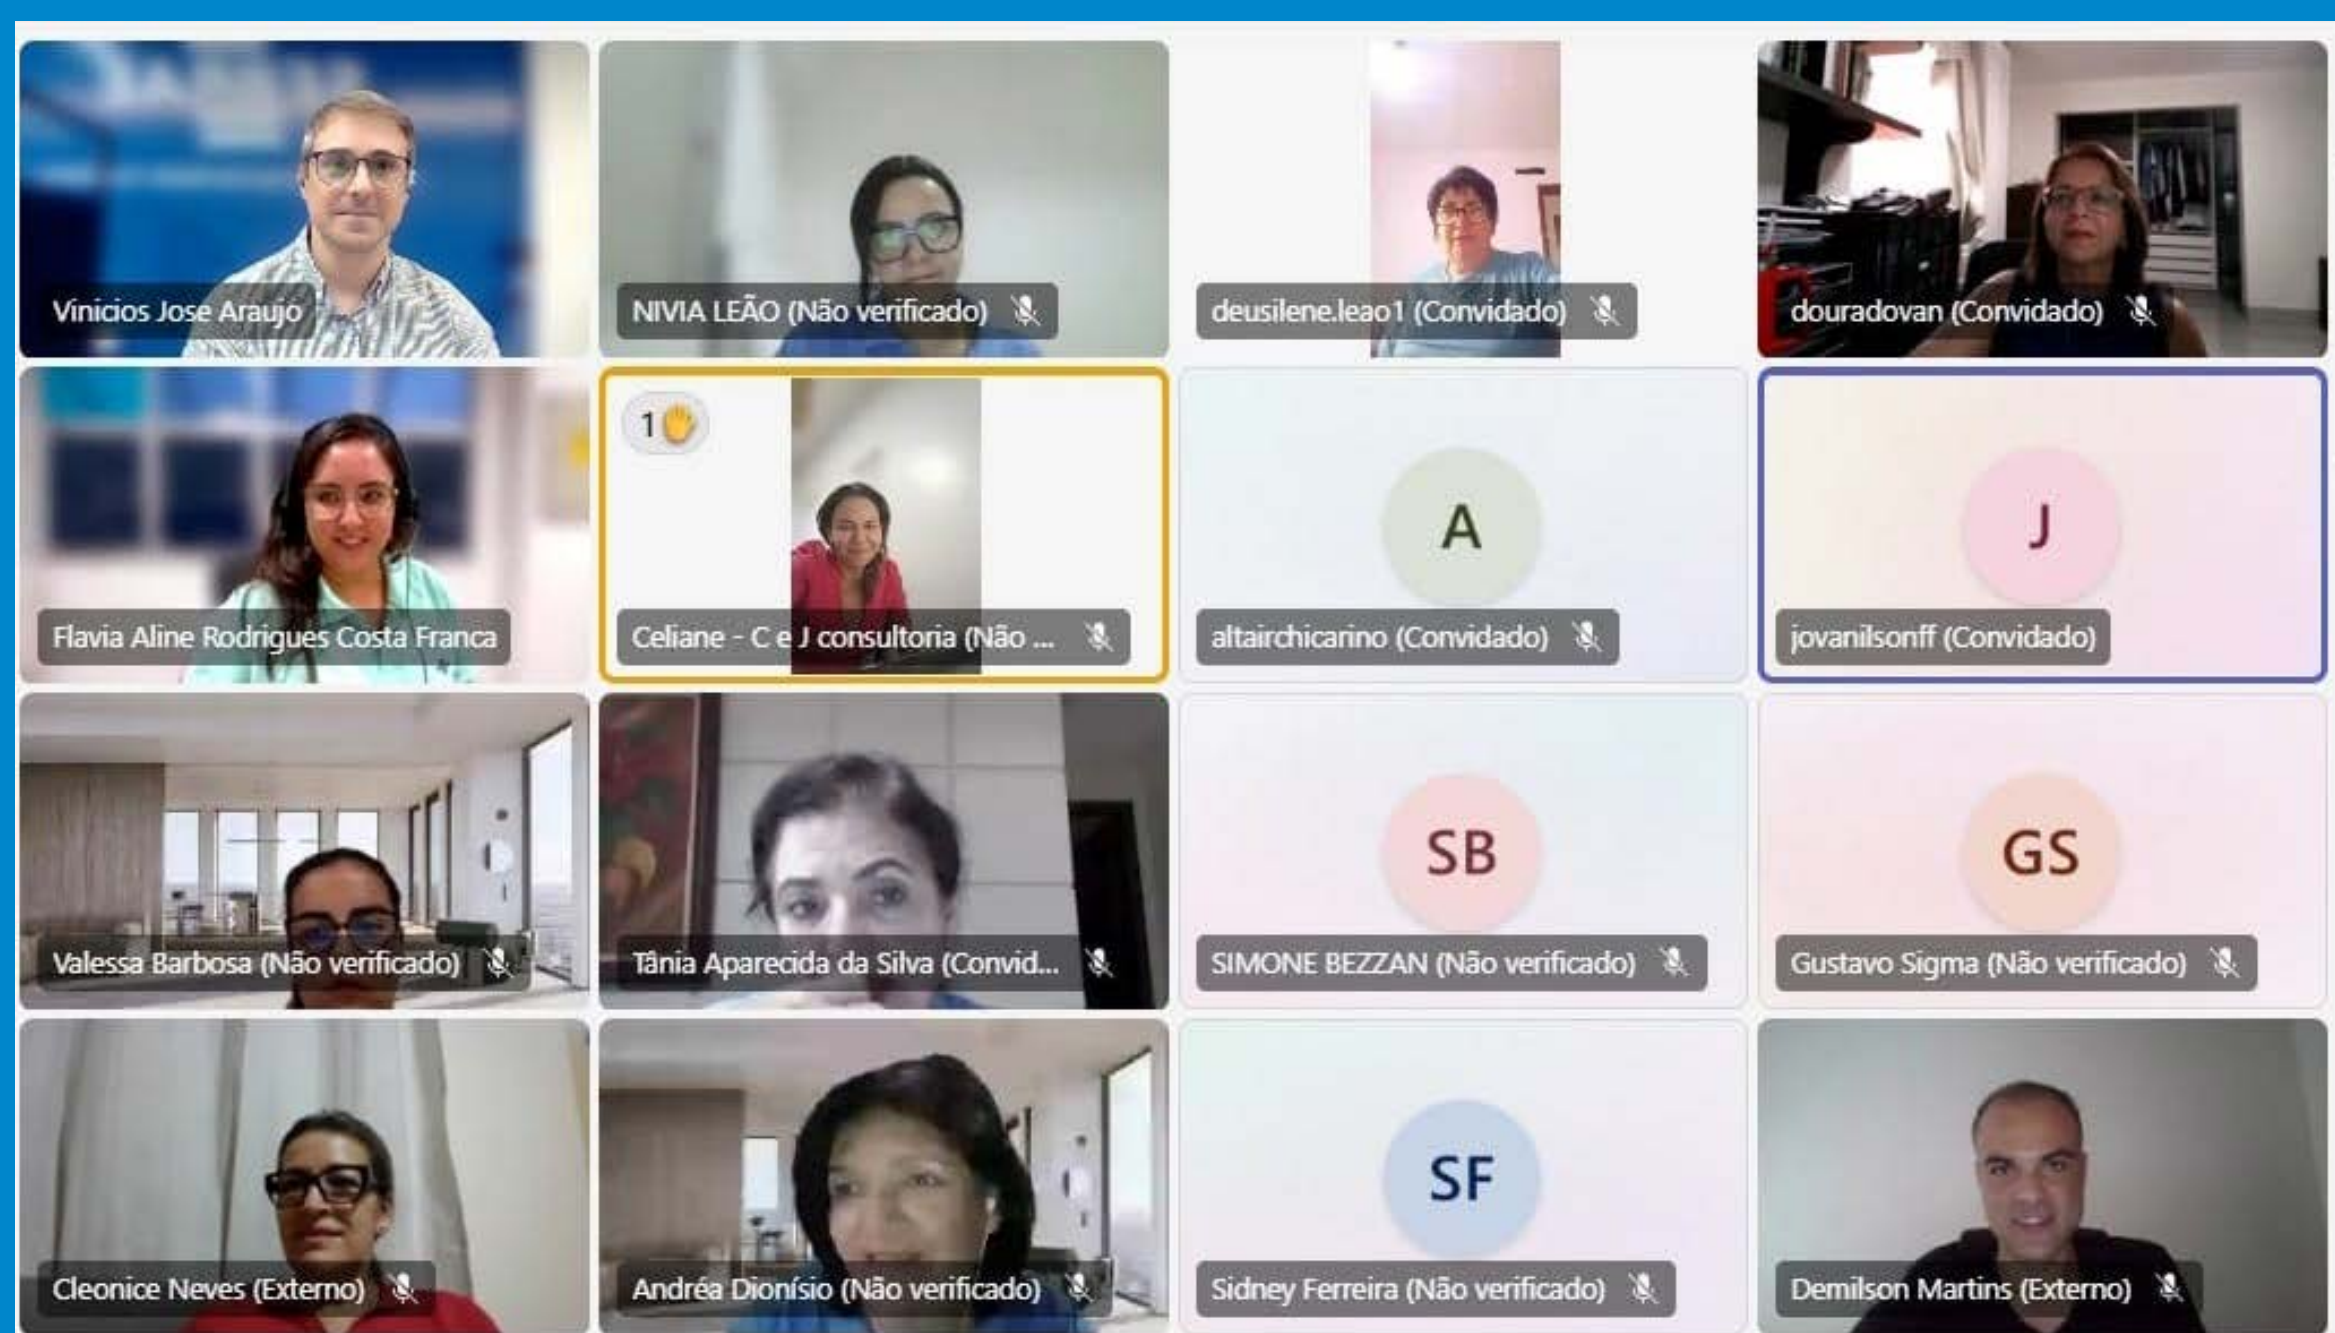 Vinicios Jose Araujo
NIVIA LEÃO (Não verificado)
deusilene.leao1 (Convidado)
douradovan (Convidado)
1
Flavia Aline Rodrigues Costa Franca
Celiane - C e J consultoria (Não ...
A
altairchicarino (Convidado)
J
jovanilsonff (Convidado)
Valessa Barbosa (Não verificado)
Tânia Aparecida da Silva (Convid...
SB
SIMONE BEZZAN (Não verificado)
GS
Gustavo Sigma (Não verificado)
Cleonice Neves (Externo)
Andréa Dionísio (Não verificado)
SF
Sidney Ferreira (Não verificado)
Demilson Martins (Externo)